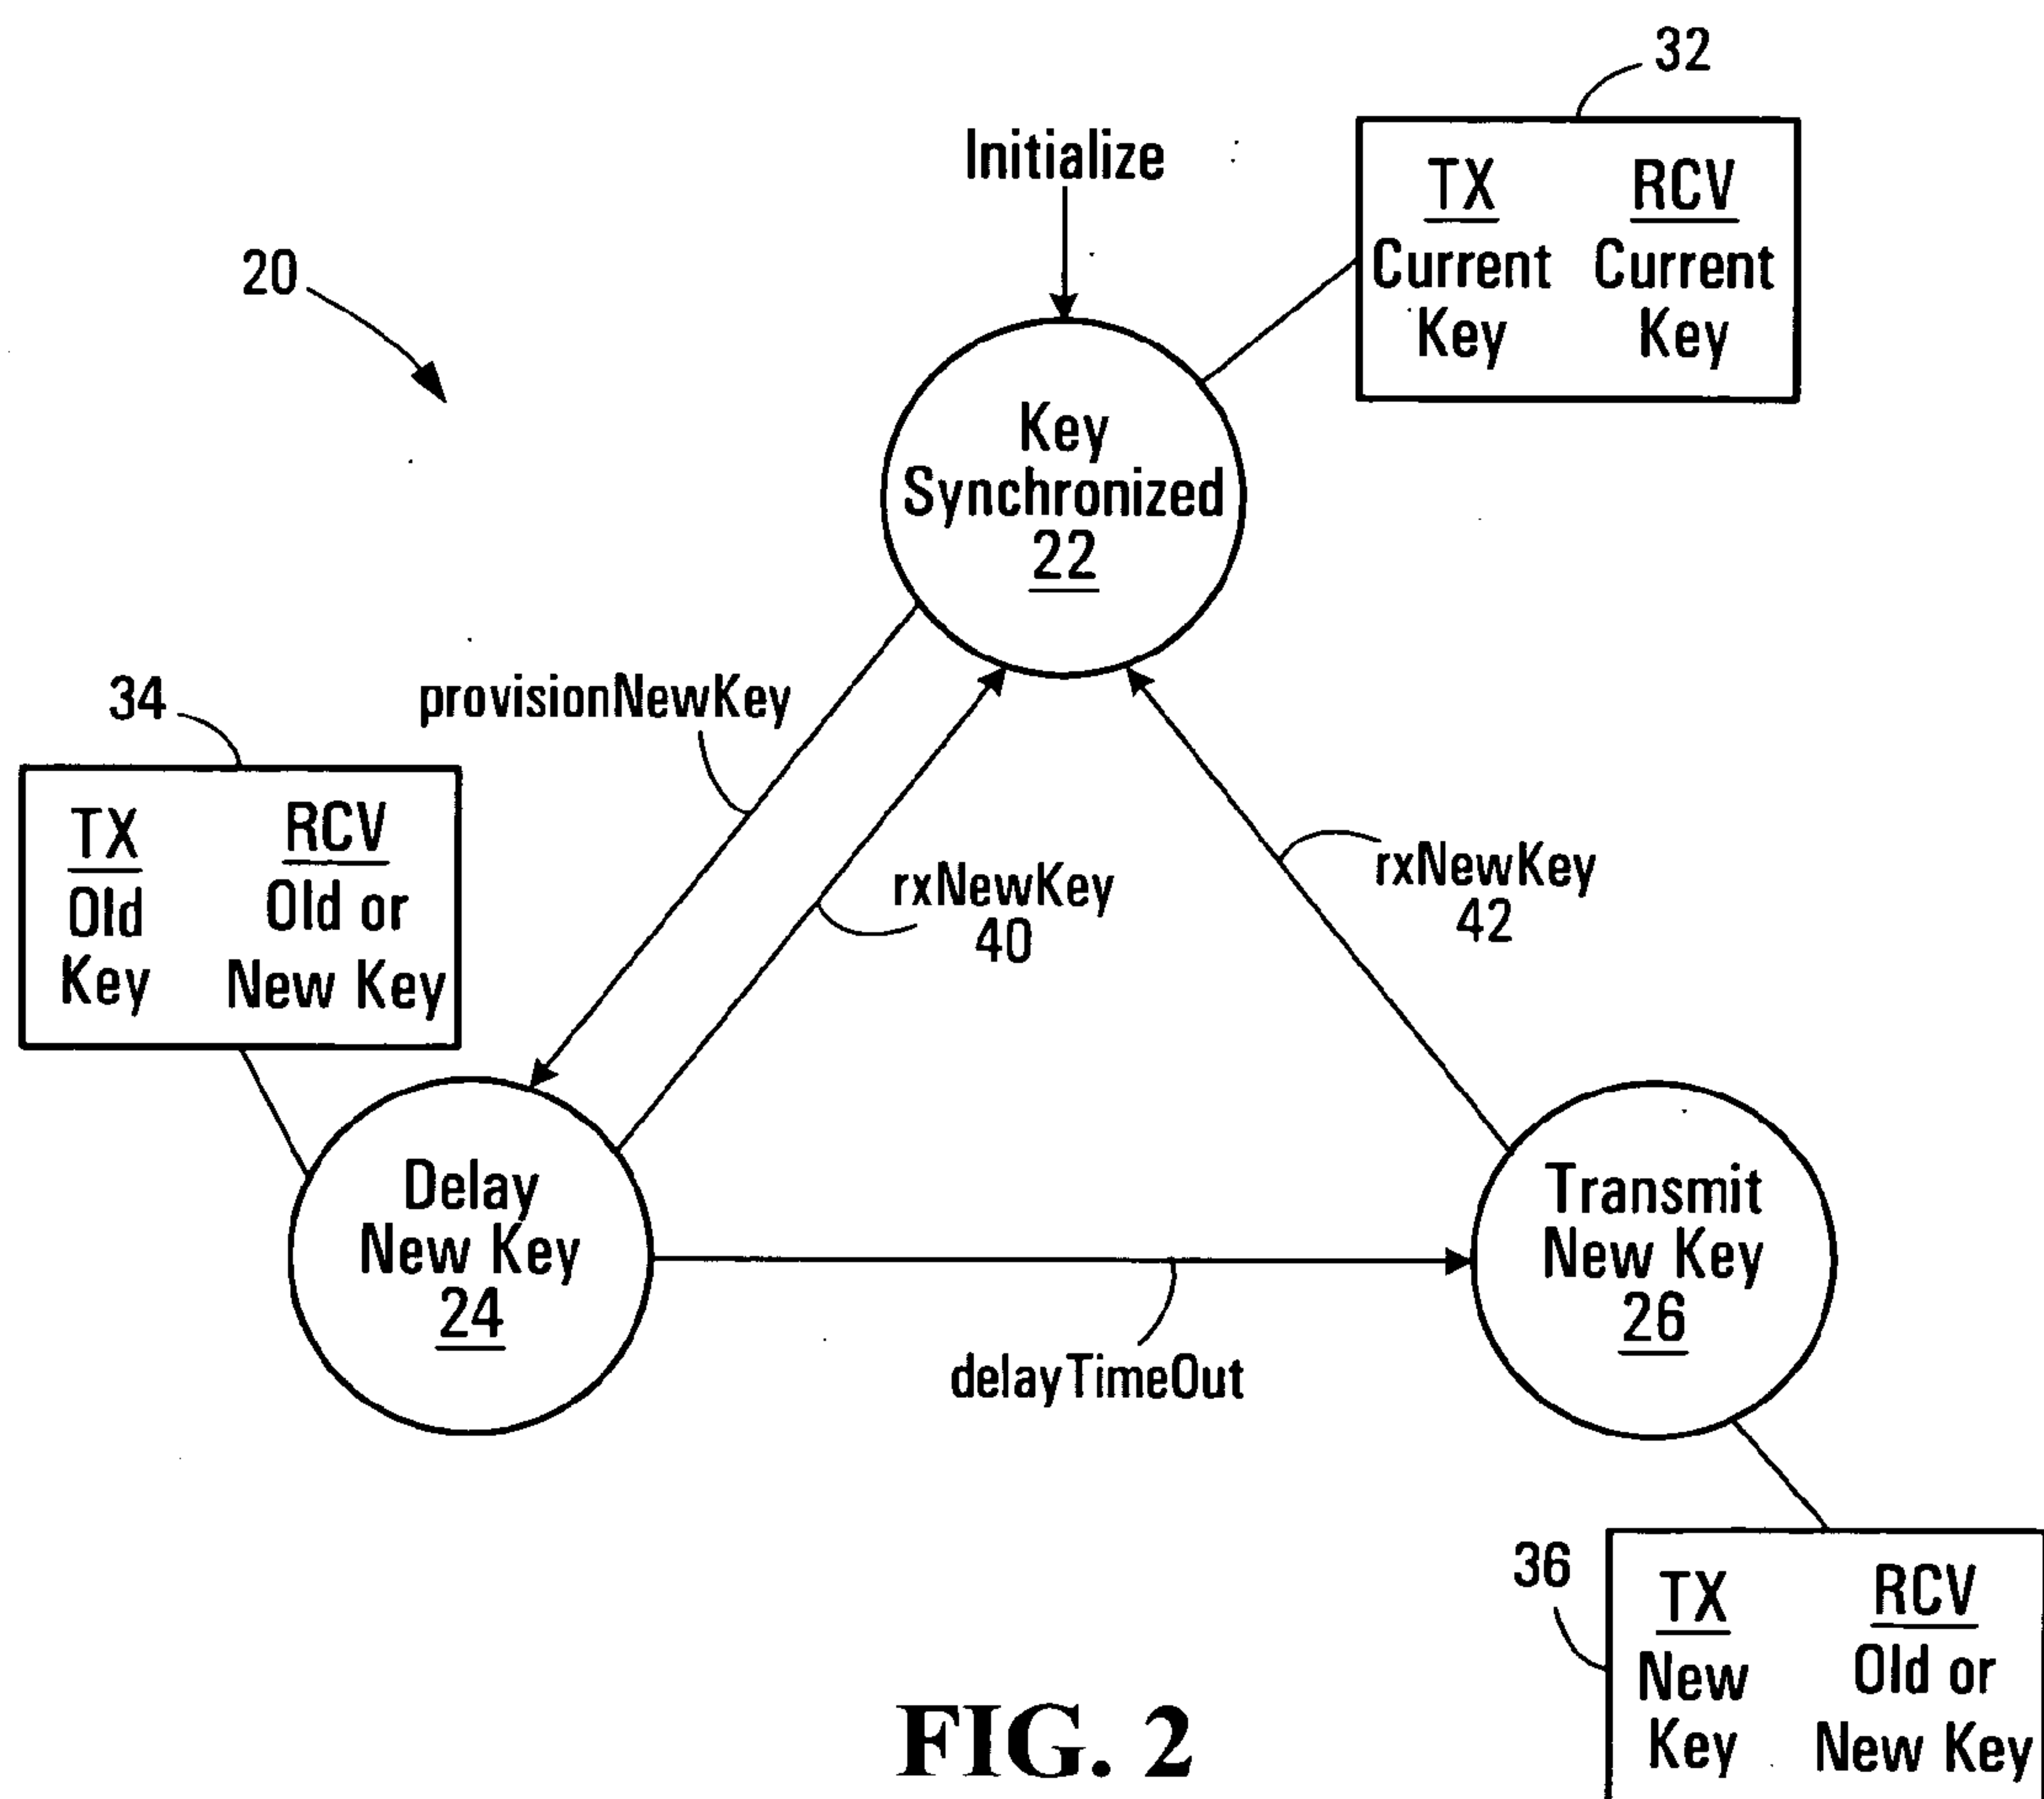 32
Initialize
TX RCV
Current Current
Key Key
20
Key
Synchronized
22
34
provisionNewKey
TX RCV
Old Old or
Key New Key
rxNewKey
40
rxNewKey
42
Delay
New Key
24
Transmit
New Key
26
delayTimeOut
36
TX RCV
New Old or
Key New Key
FIG. 2